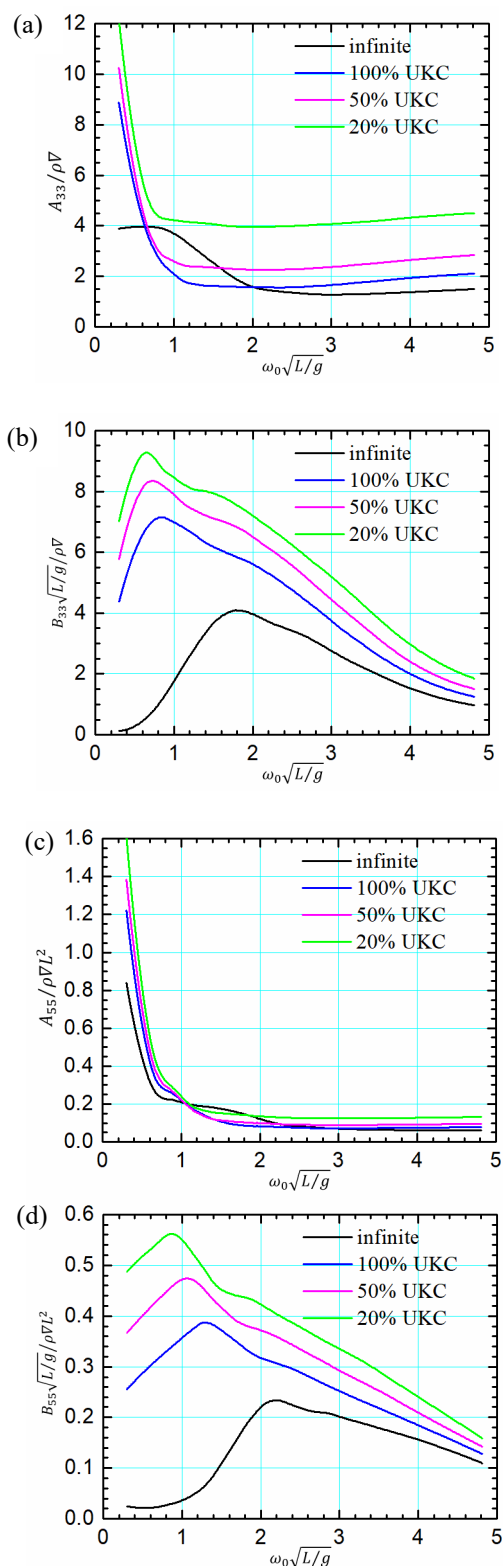 (a)
12
10
8
6
4
2
0
A₃₃/ρ∇
infinite
100% UKC
50% UKC
20% UKC
0 1 2 3 4 5
ω₀√L/g
(b)
10
8
6
4
2
0
B₃₃√L/g/ρ∇
infinite
100% UKC
50% UKC
20% UKC
0 1 2 3 4 5
ω₀√L/g
(c)
1.6
1.4
1.2
1.0
0.8
0.6
0.4
0.2
0.0
A₅₅/ρ∇L²
infinite
100% UKC
50% UKC
20% UKC
0 1 2 3 4 5
ω₀√L/g
(d)
0.6
0.5
0.4
0.3
0.2
0.1
0.0
B₅₅√L/g/ρ∇L²
infinite
100% UKC
50% UKC
20% UKC
0 1 2 3 4 5
ω₀√L/g